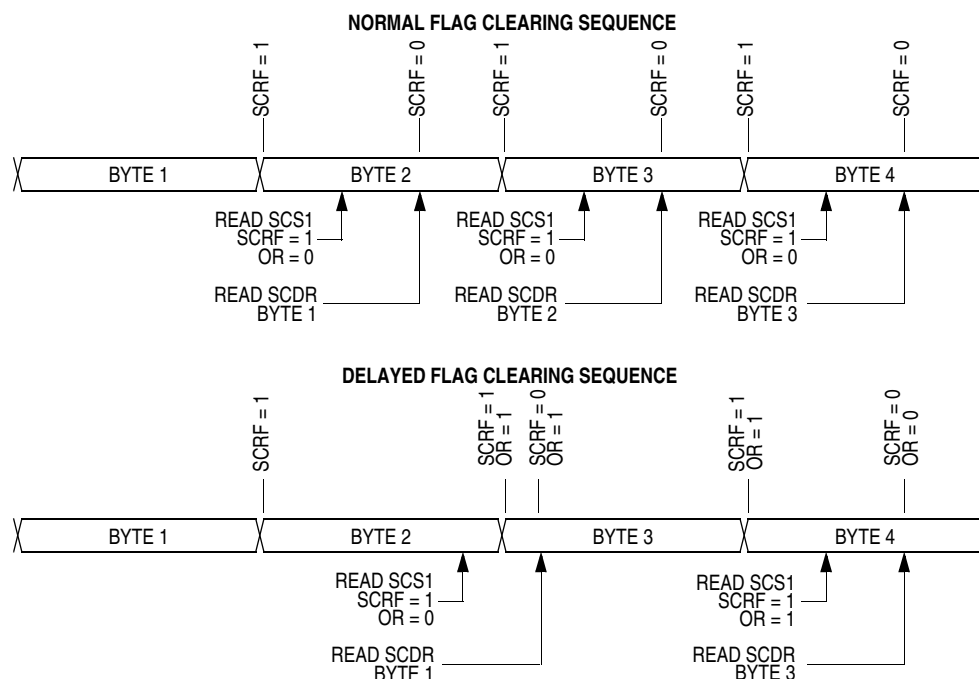 NORMAL FLAG CLEARING SEQUENCE
SCRF = 1
SCRF = 0
SCRF = 1
SCRF = 0
SCRF = 1
SCRF = 0
BYTE 1
BYTE 2
BYTE 3
BYTE 4
READ SCS1
SCRF = 1
OR = 0
READ SCS1
SCRF = 1
OR = 0
READ SCS1
SCRF = 1
OR = 0
READ SCDR
BYTE 1
READ SCDR
BYTE 2
READ SCDR
BYTE 3
DELAYED FLAG CLEARING SEQUENCE
SCRF = 1
SCRF = 1
OR = 1
SCRF = 0
OR = 1
SCRF = 1
OR = 1
SCRF = 0
OR = 0
BYTE 1
BYTE 2
BYTE 3
BYTE 4
READ SCS1
SCRF = 1
OR = 0
READ SCS1
SCRF = 1
OR = 1
READ SCDR
BYTE 1
READ SCDR
BYTE 3